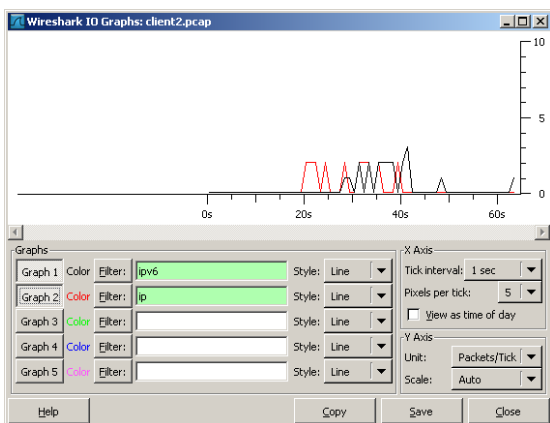 Wireshark IO Graphs: client2.pcap
10
5
0
0s 20s 40s 60s
Graphs
Graph 1 Color Filter: ipv6 Style: Line
Graph 2 Color Filter: ip Style: Line
Graph 3 Color Filter: Style: Line
Graph 4 Color Filter: Style: Line
Graph 5 Color Filter: Style: Line
X Axis
Tick interval: 1 sec
Pixels per tick: 5
View as time of day
Y Axis
Unit: Packets/Tick
Scale: Auto
Help Copy Save Close